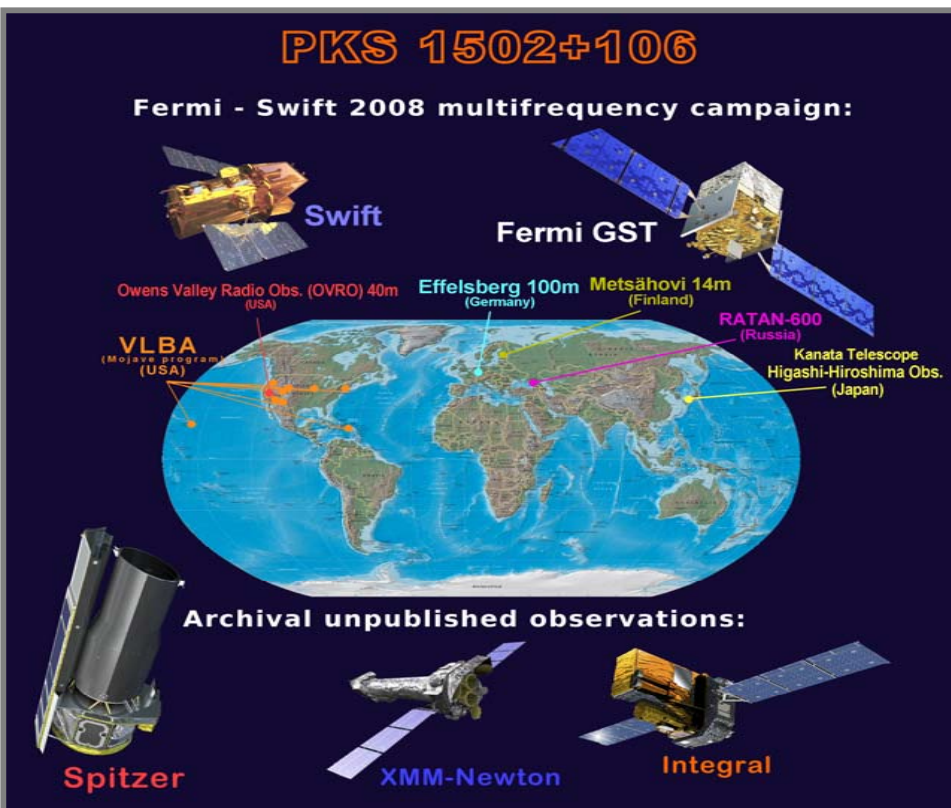 PKS 1502+106
Fermi - Swift 2008 multifrequency campaign:
Swift
Fermi GST
Owens Valley Radio Obs. (OVRO) 40m
(USA)
Effelsberg 100m
(Germany)
Metsähovi 14m
(Finland)
RATAN-600
(Russia)
VLBA
(Mojave program)
(USA)
Kanata Telescope
Higashi-Hiroshima Obs.
(Japan)
Archival unpublished observations:
Spitzer
XMM-Newton
Integral